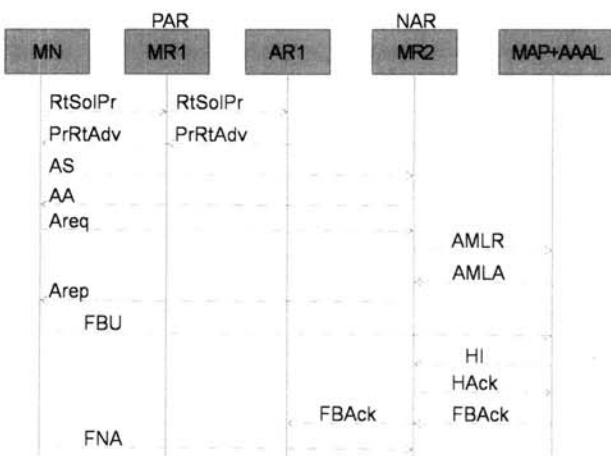 PAR NAR
MN MR1 AR1 MR2 MAP+AAAL
RtSolPr RtSolPr
PrRtAdv PrRtAdv
AS
AA
Areq
AMLR
AMLA
Arep
FBU
HI
HAck
FBAck FBAck
FNA